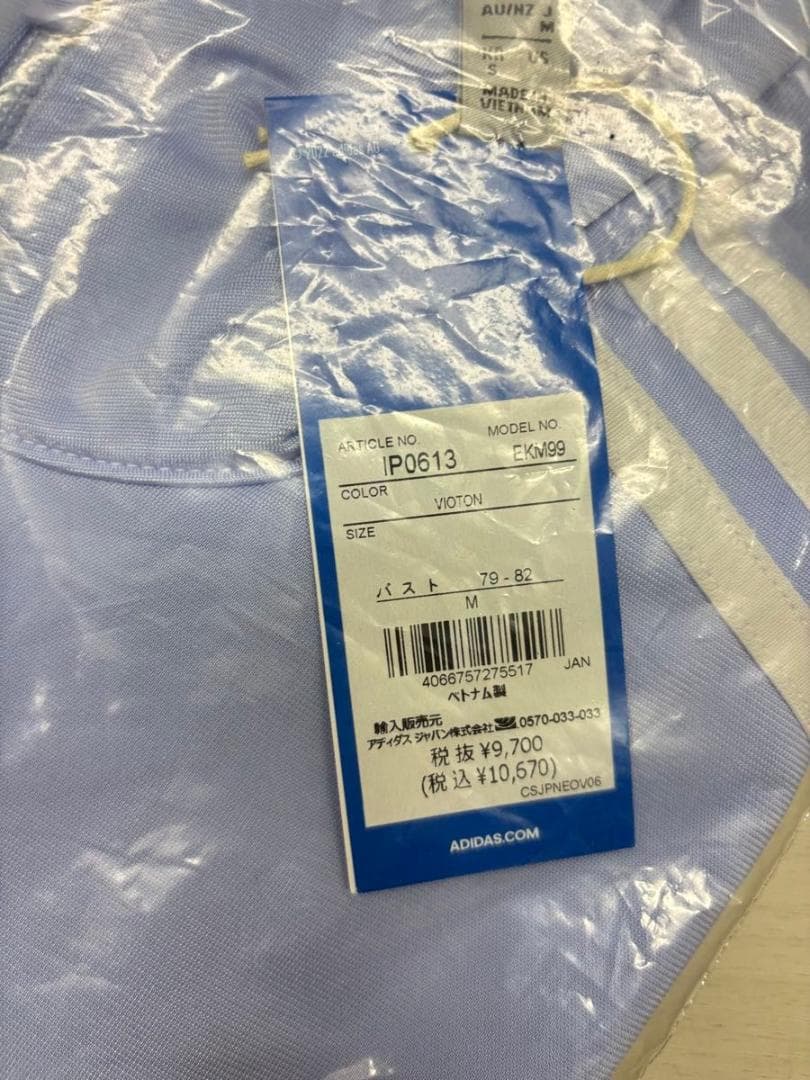 AU/NZ J
M
KR US
S
MADE IN
VIETNAM
ARTICLE NO. MODEL NO.
IP0613 EKM99
COLOR
VIOTON
SIZE
バスト 79 - 82
M
4066757275517 JAN
ベトナム製
輸入販売元
アディダス ジャパン株式会社 0570-033-033
税抜 ¥9,700
(税込 ¥10,670)
CSJPNEOV06
ADIDAS.COM